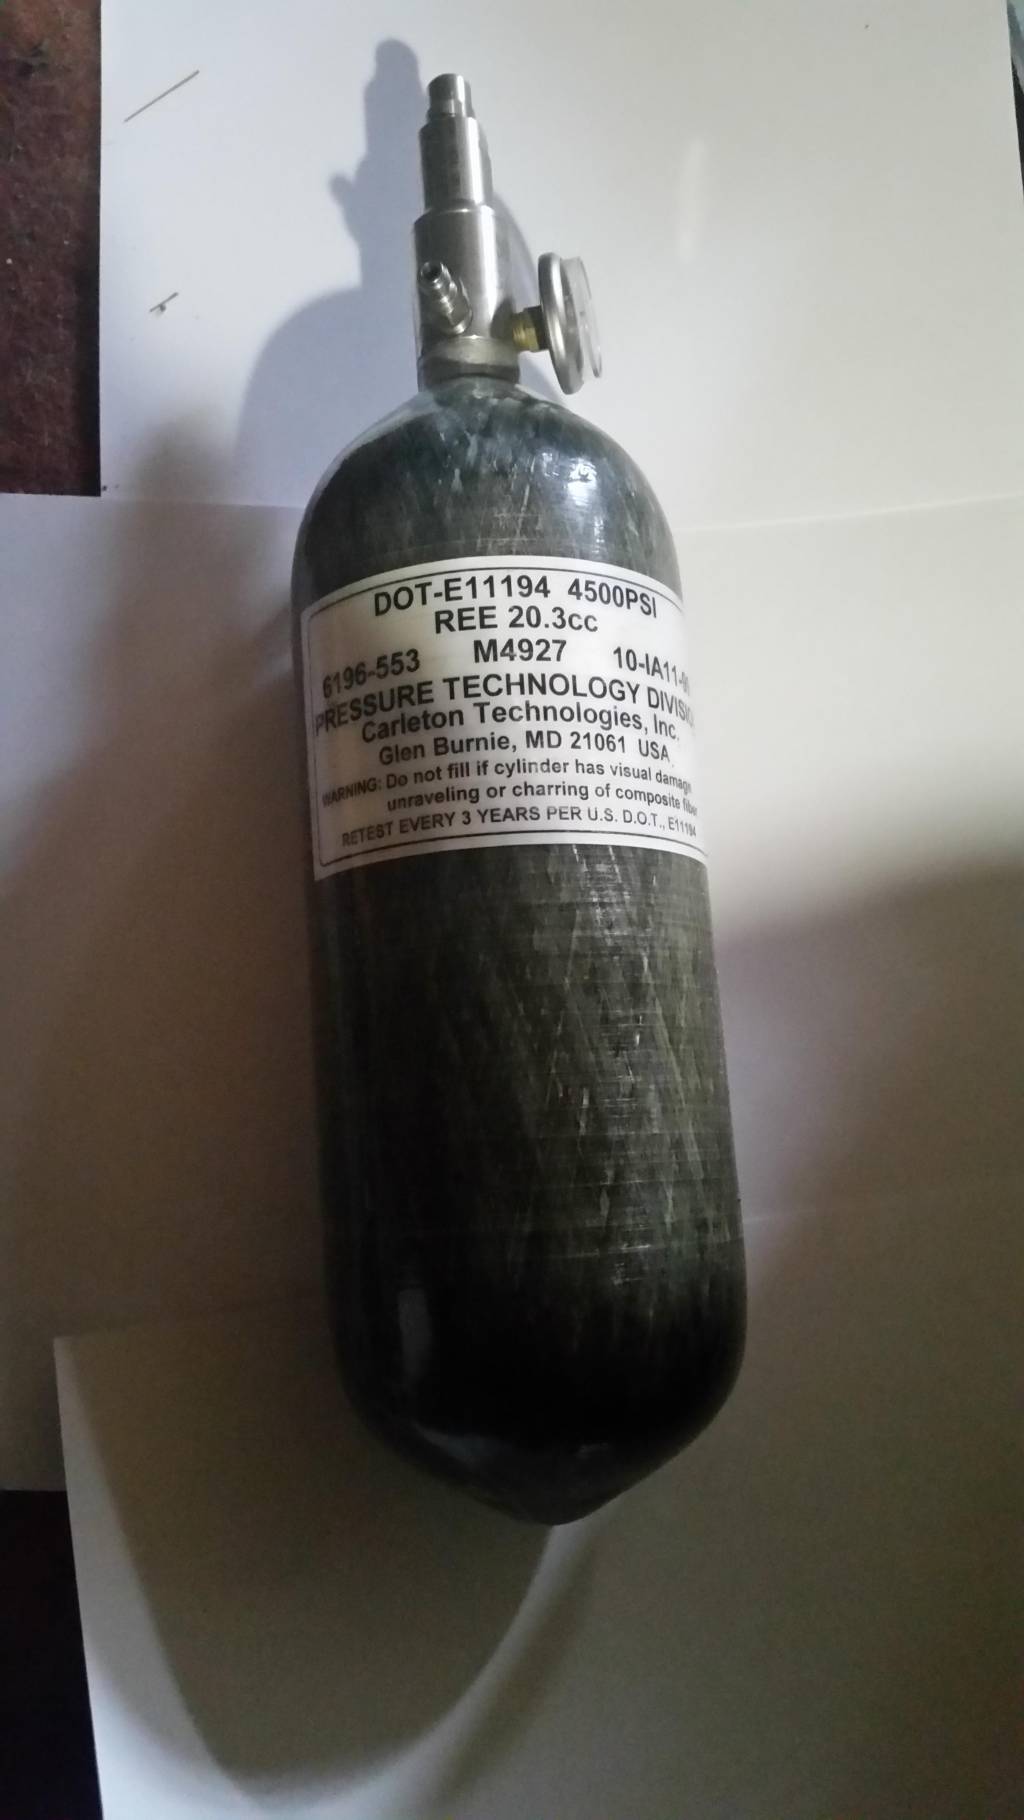 DOT-E11194 4500PSI
REE 20.3cc
6196-553 M4927 10-IA11-
PRESSURE TECHNOLOGY DIVISION
Carleton Technologies, Inc.
Glen Burnie, MD 21061 USA
WARNING: Do not fill if cylinder has visual damage
unraveling or charring of composite fiber
RETEST EVERY 3 YEARS PER U.S. D.O.T., E11194